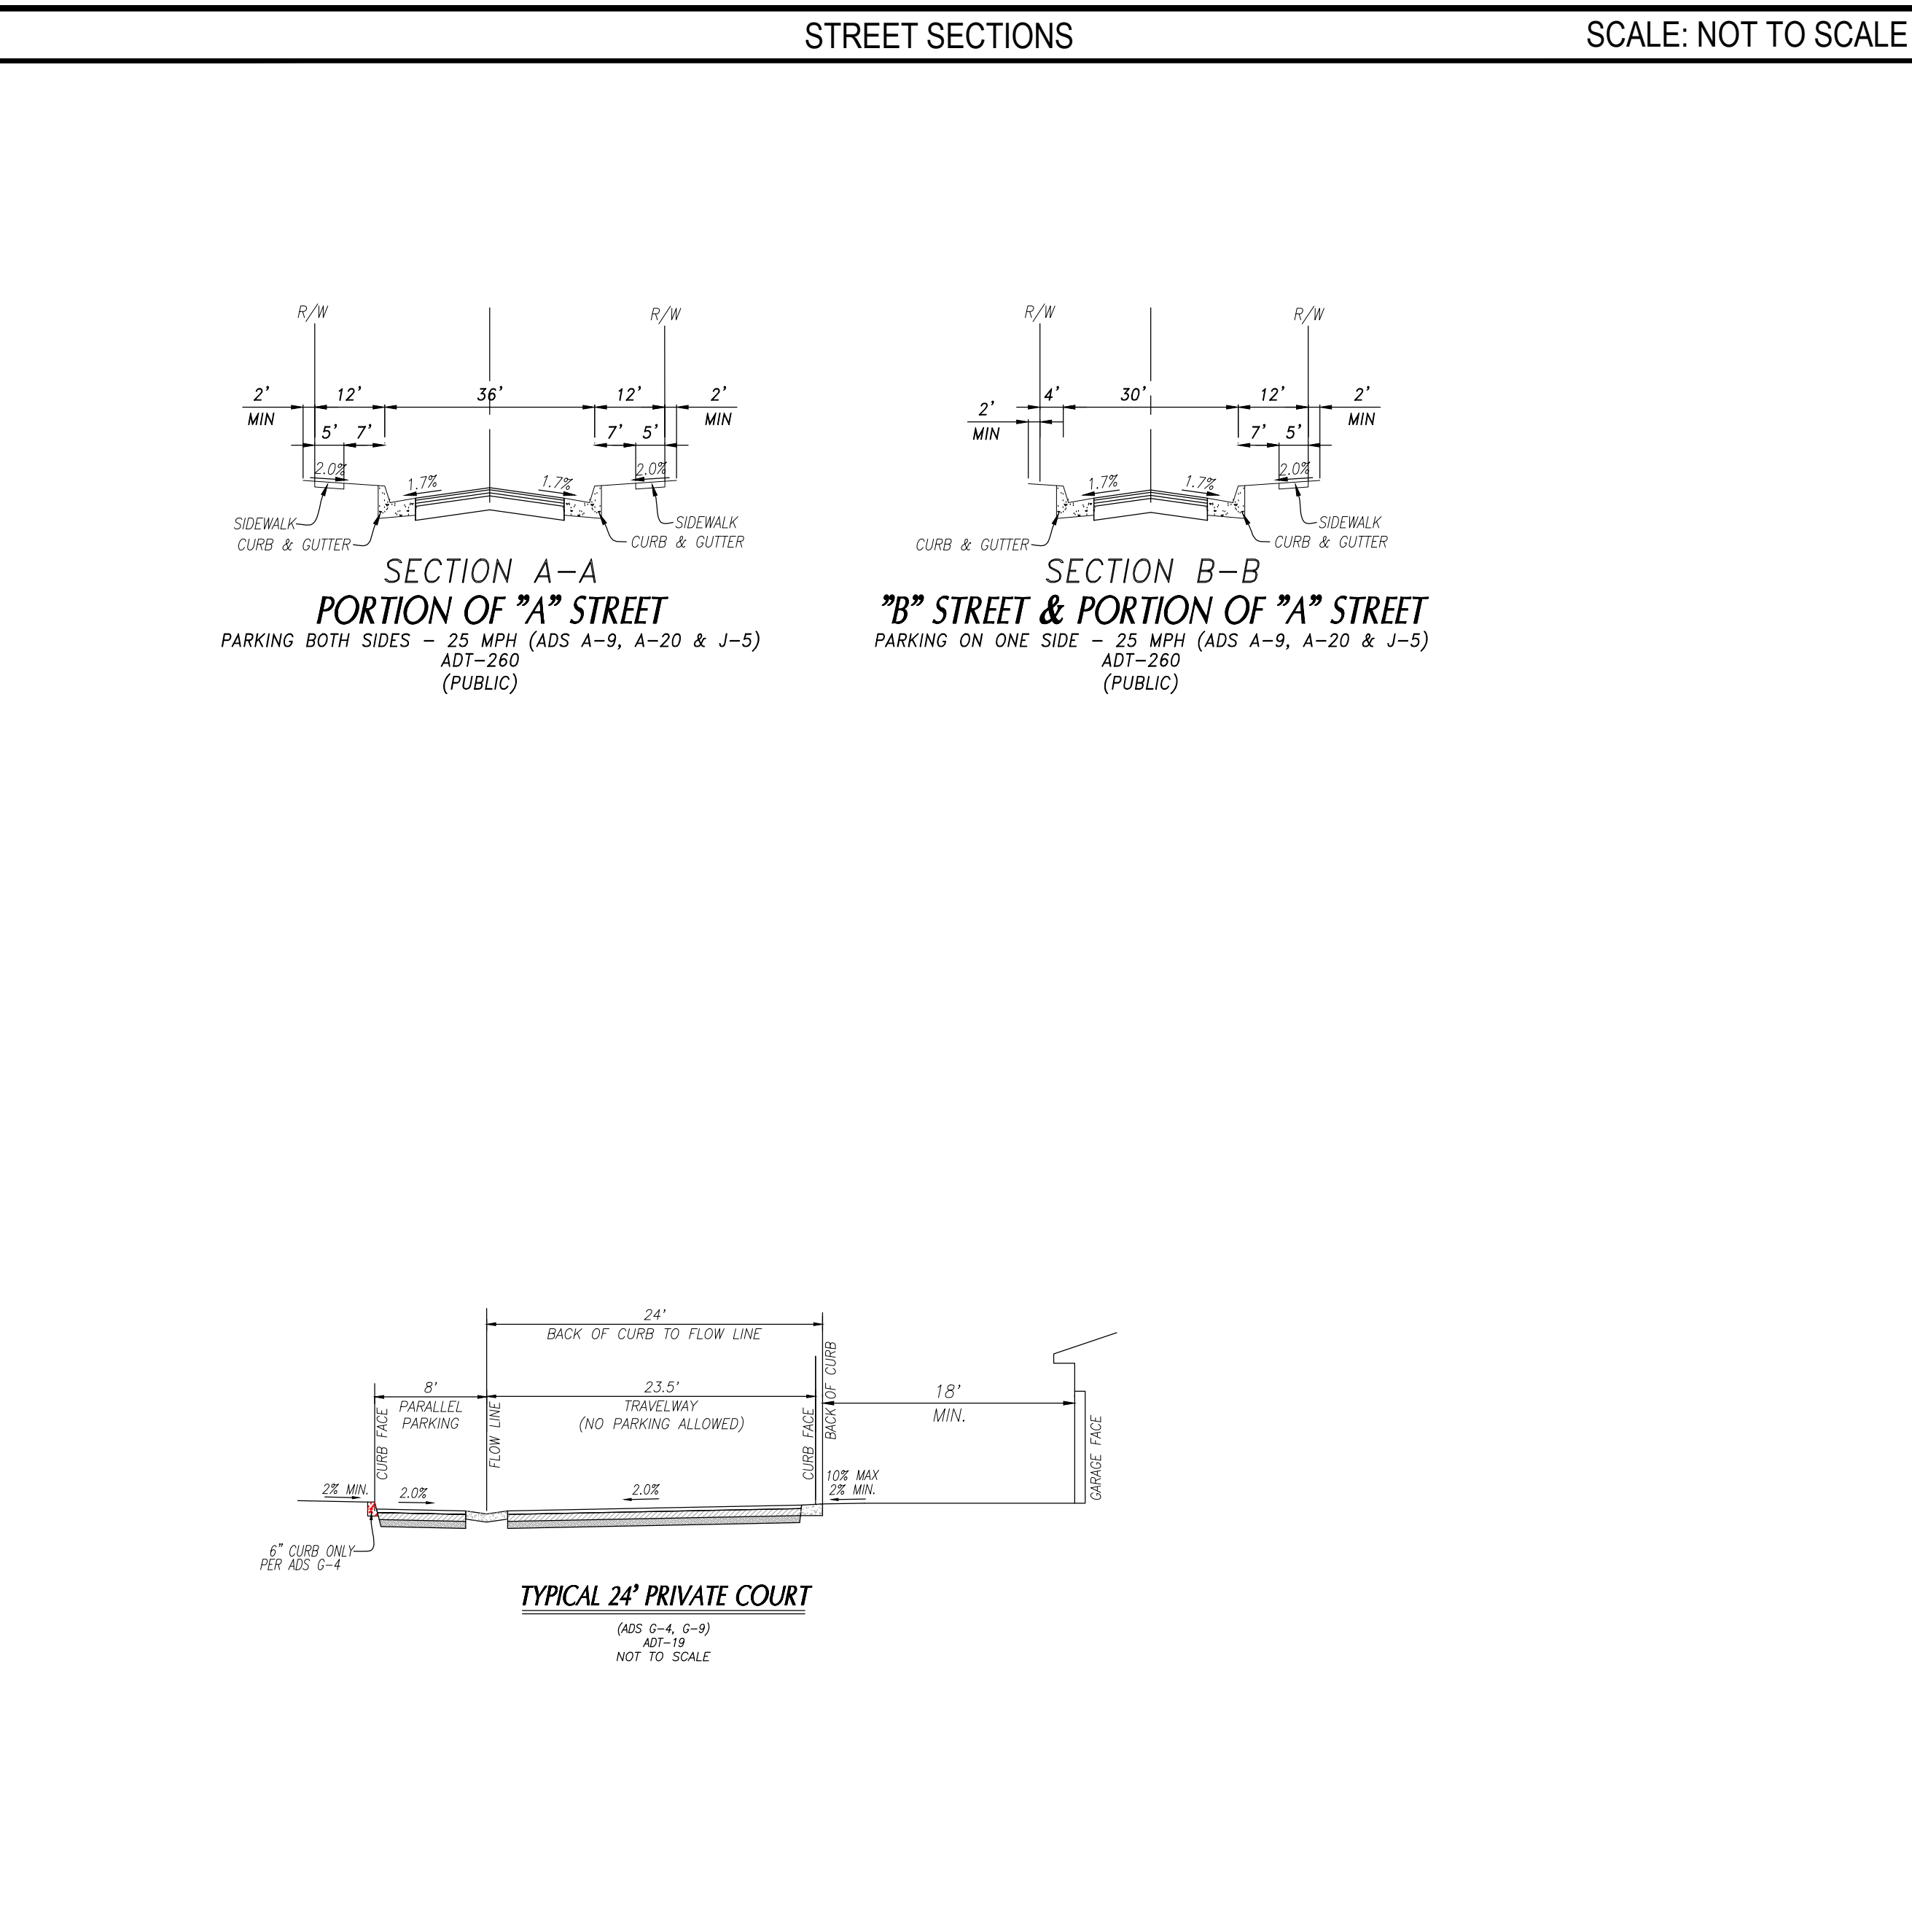 STREET SECTIONS
SCALE: NOT TO SCALE
R/W
R/W
2' 12' 36' 12' 2'
MIN MIN
5' 7' 7' 5'
2.0% 2.0%
1.7% 1.7%
SIDEWALK SIDEWALK
CURB & GUTTER CURB & GUTTER
SECTION A-A
PORTION OF "A" STREET
PARKING BOTH SIDES - 25 MPH (ADS A-9, A-20 & J-5)
ADT-260
(PUBLIC)
R/W
R/W
4' 30' 12' 2'
2' MIN
MIN
7' 5'
2.0%
1.7% 1.7%
SIDEWALK
CURB & GUTTER CURB & GUTTER
SECTION B-B
"B" STREET & PORTION OF "A" STREET
PARKING ON ONE SIDE - 25 MPH (ADS A-9, A-20 & J-5)
ADT-260
(PUBLIC)
24'
BACK OF CURB TO FLOW LINE
8'
PARALLEL
PARKING
23.5'
TRAVELWAY
(NO PARKING ALLOWED)
18'
MIN.
CURB FACE
FLOW LINE
CURB FACE
BACK OF CURB
GARAGE FACE
2% MIN.
2.0%
2.0%
10% MAX
2% MIN.
6" CURB ONLY
PER ADS G-4
TYPICAL 24' PRIVATE COURT
(ADS G-4, G-9)
ADT-19
NOT TO SCALE